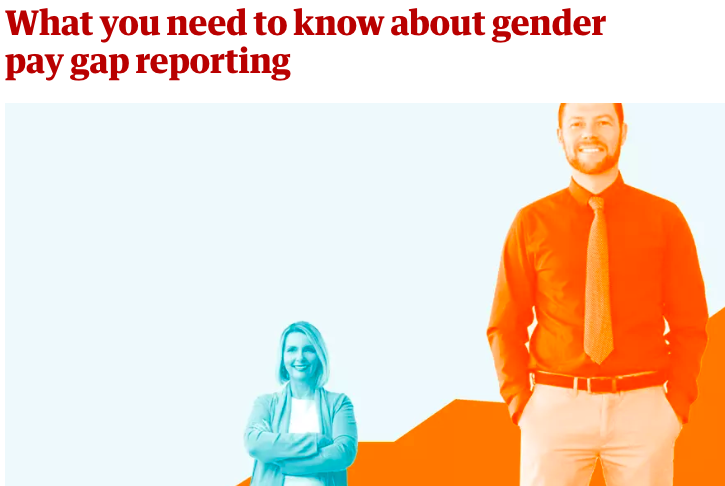 What you need to know about gender
pay gap reporting